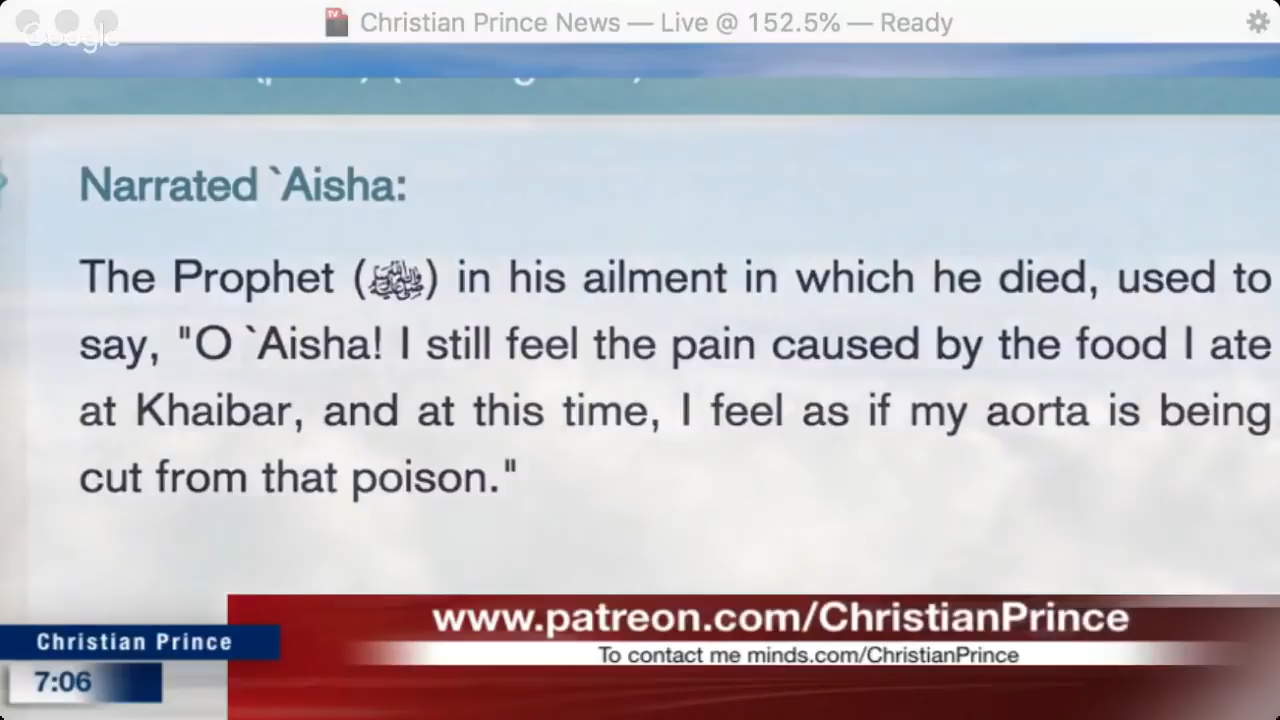 Google
TV
Christian Prince News — Live @ 152.5% — Ready
Narrated `Aisha:
The Prophet (ﷺ) in his ailment in which he died, used to
say, "O `Aisha! I still feel the pain caused by the food I ate
at Khaibar, and at this time, I feel as if my aorta is being
cut from that poison."
www.patreon.com/ChristianPrince
Christian Prince
To contact me minds.com/ChristianPrince
7:06